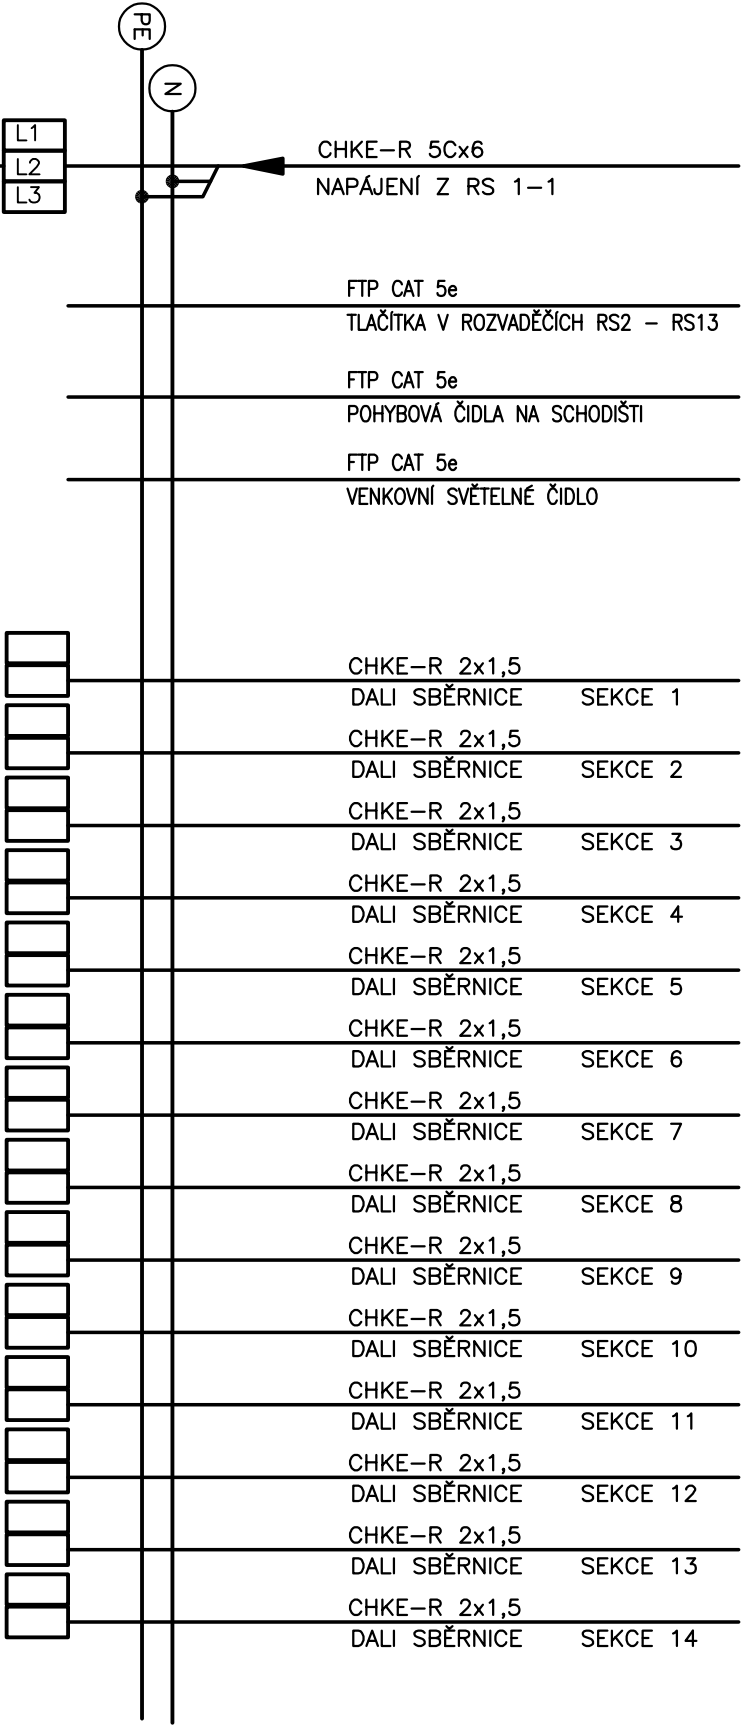 PE
N
L1
L2
L3
CHKE-R 5Cx6
NAPÁJENÍ Z RS 1-1
FTP CAT 5e
TLAČÍTKA V ROZVADĚČÍCH RS2 - RS13
FTP CAT 5e
POHYBOVÁ ČIDLA NA SCHODIŠTI
FTP CAT 5e
VENKOVNÍ SVĚTELNÉ ČIDLO
CHKE-R 2x1,5
DALI SBĚRNICE SEKCE 1
CHKE-R 2x1,5
DALI SBĚRNICE SEKCE 2
CHKE-R 2x1,5
DALI SBĚRNICE SEKCE 3
CHKE-R 2x1,5
DALI SBĚRNICE SEKCE 4
CHKE-R 2x1,5
DALI SBĚRNICE SEKCE 5
CHKE-R 2x1,5
DALI SBĚRNICE SEKCE 6
CHKE-R 2x1,5
DALI SBĚRNICE SEKCE 7
CHKE-R 2x1,5
DALI SBĚRNICE SEKCE 8
CHKE-R 2x1,5
DALI SBĚRNICE SEKCE 9
CHKE-R 2x1,5
DALI SBĚRNICE SEKCE 10
CHKE-R 2x1,5
DALI SBĚRNICE SEKCE 11
CHKE-R 2x1,5
DALI SBĚRNICE SEKCE 12
CHKE-R 2x1,5
DALI SBĚRNICE SEKCE 13
CHKE-R 2x1,5
DALI SBĚRNICE SEKCE 14